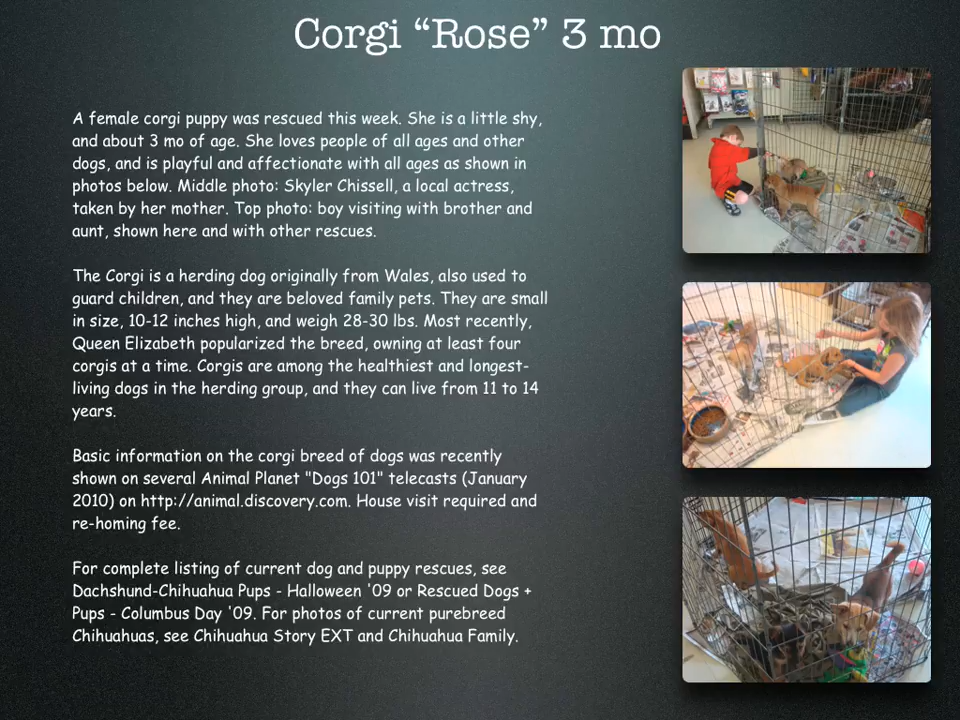 Corgi “Rose” 3 mo
A female corgi puppy was rescued this week. She is a little shy,
and about 3 mo of age. She loves people of all ages and other
dogs, and is playful and affectionate with all ages as shown in
photos below. Middle photo: Skyler Chissell, a local actress,
taken by her mother. Top photo: boy visiting with brother and
aunt, shown here and with other rescues.
The Corgi is a herding dog originally from Wales, also used to
guard children, and they are beloved family pets. They are small
in size, 10-12 inches high, and weigh 28-30 lbs. Most recently,
Queen Elizabeth popularized the breed, owning at least four
corgis at a time. Corgis are among the healthiest and longest-
living dogs in the herding group, and they can live from 11 to 14
years.
Basic information on the corgi breed of dogs was recently
shown on several Animal Planet "Dogs 101" telecasts (January
2010) on http://animal.discovery.com. House visit required and
re-homing fee.
For complete listing of current dog and puppy rescues, see
Dachshund-Chihuahua Pups - Halloween '09 or Rescued Dogs +
Pups - Columbus Day '09. For photos of current purebreed
Chihuahuas, see Chihuahua Story EXT and Chihuahua Family.